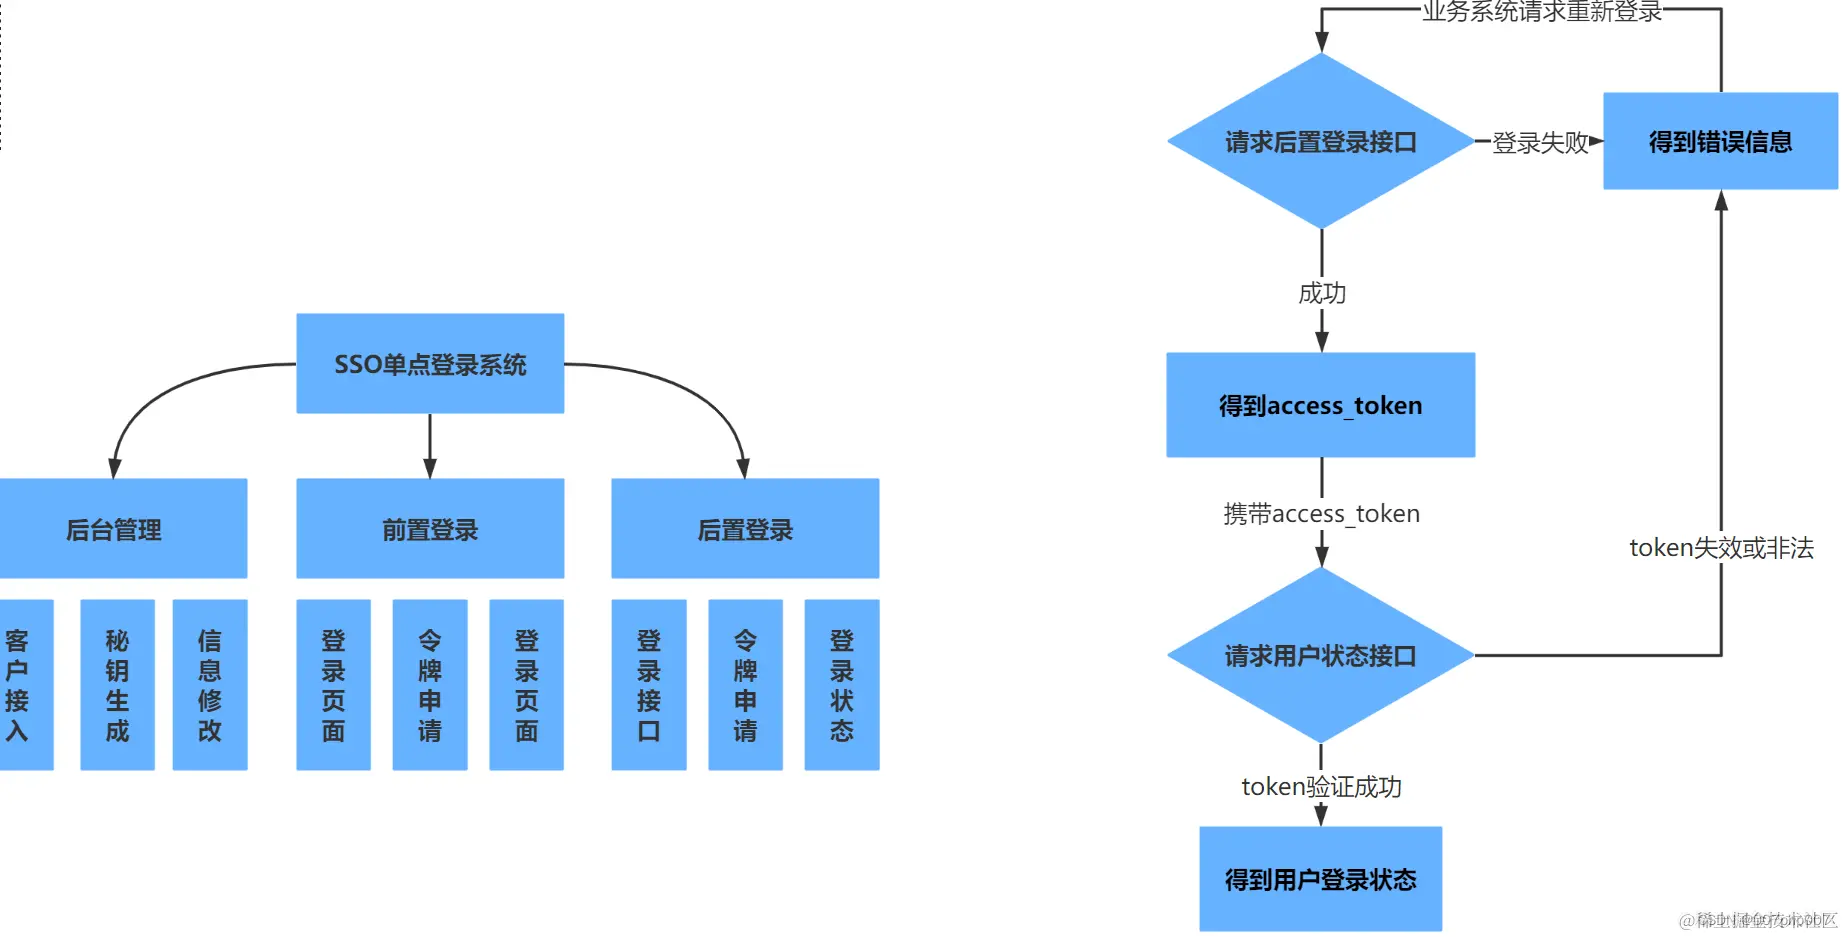 SSO单点登录系统
后台管理
前置登录
后置登录
客户接入
秘钥生成
信息修改
登录页面
令牌申请
登录页面
登录接口
令牌申请
登录状态
业务系统请求重新登录
请求后置登录接口
登录失败
得到错误信息
成功
得到access_token
携带access_token
token失效或非法
请求用户状态接口
token验证成功
得到用户登录状态
@稀土掘金技术社区